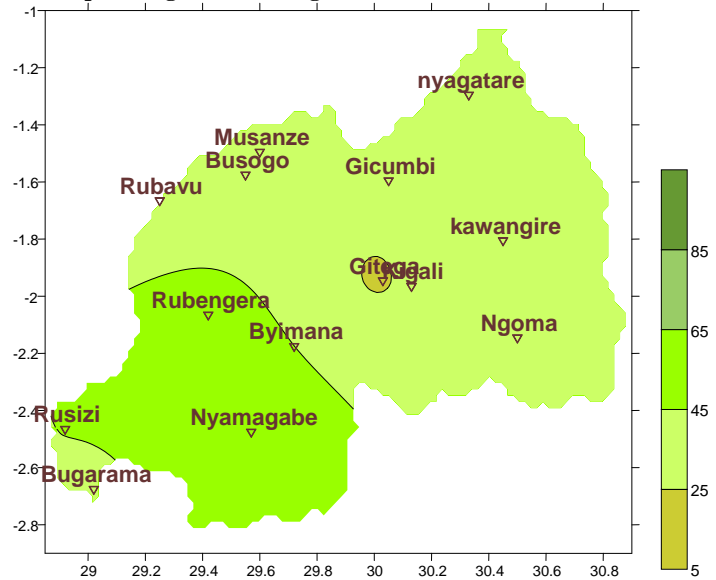 -1
-1.2
-1.4
-1.6
-1.8
-2
-2.2
-2.4
-2.6
-2.8
nyagatare
Musanze
Busogo
Gicumbi
Rubavu
kawangire
Gitega
Kigali
Rubengera
Byimana
Ngoma
Rusizi
Nyamagabe
Bugarama
29 29.2 29.4 29.6 29.8 30 30.2 30.4 30.6 30.8
85
65
45
25
5